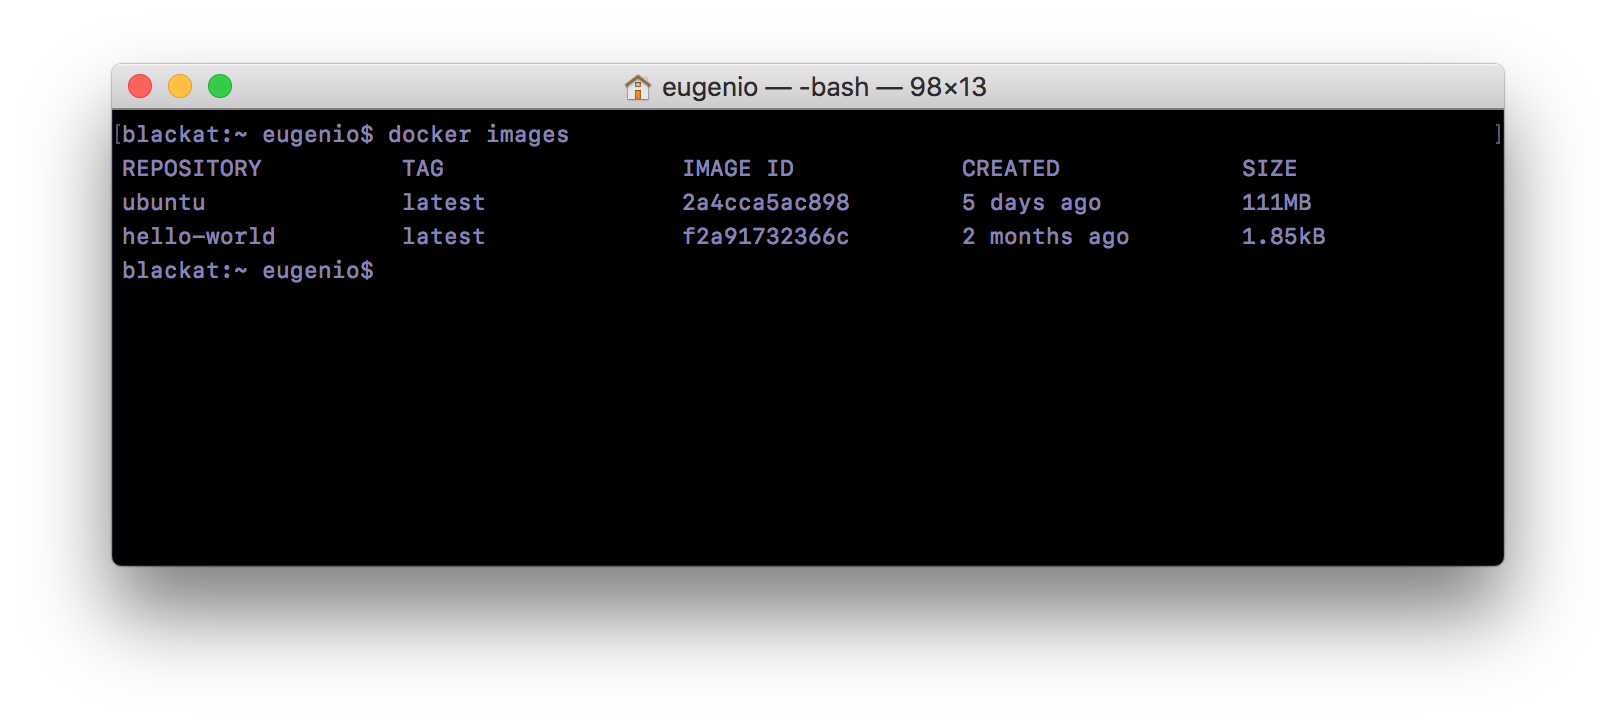 eugenio — -bash — 98×13
[blackat:~ eugenio$ docker images ]
REPOSITORY TAG IMAGE ID CREATED SIZE
ubuntu latest 2a4cca5ac898 5 days ago 111MB
hello-world latest f2a91732366c 2 months ago 1.85kB
blackat:~ eugenio$